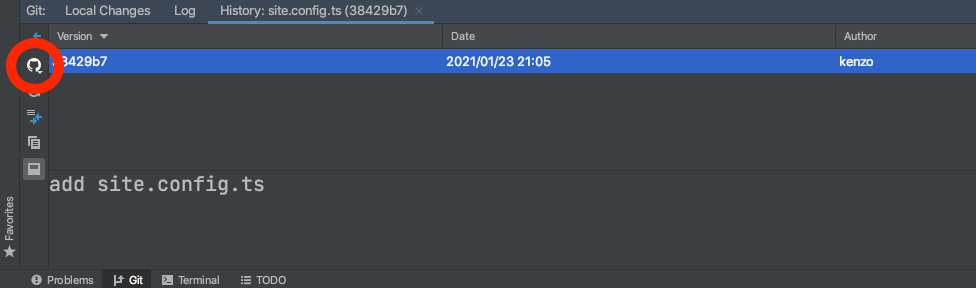 Git: Local Changes Log History: site.config.ts (38429b7)
Version Date Author
38429b7 2021/01/23 21:05 kenzo
add site.config.ts
Favorites
Problems Git Terminal TODO